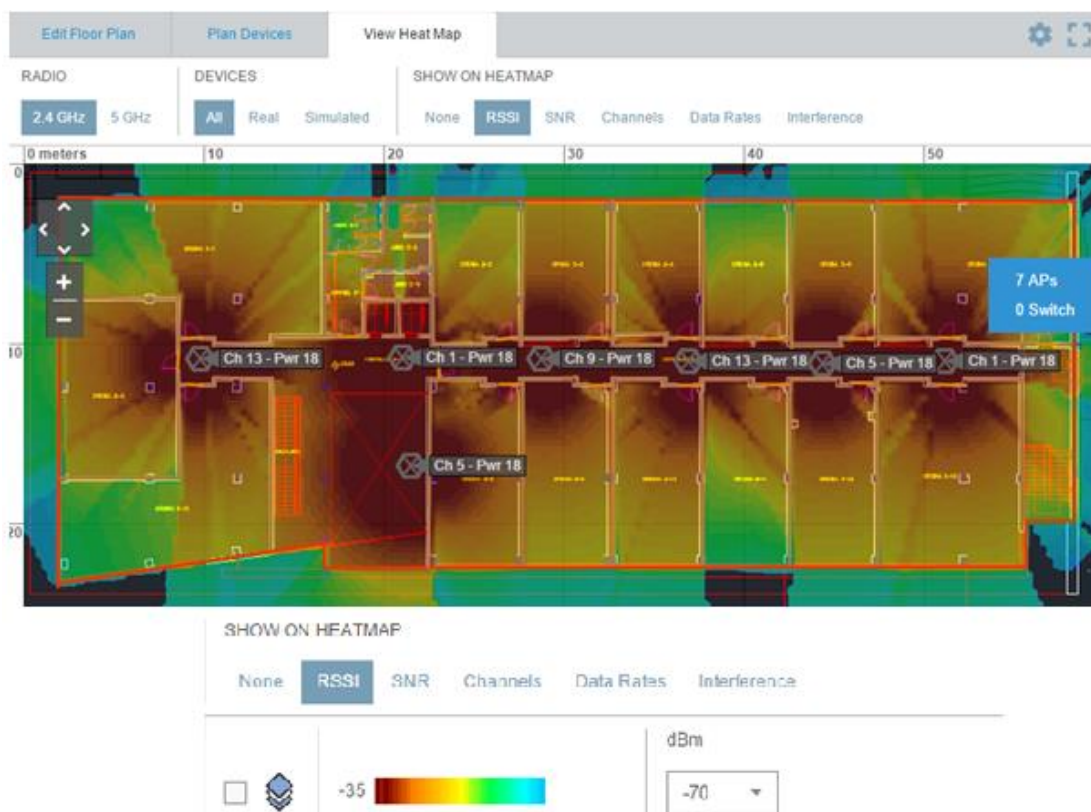 Edit Floor Plan Plan Devices View Heat Map
RADIO DEVICES SHOW ON HEATMAP
2.4 GHz 5 GHz All Real Simulated None RSSI SNR Channels Data Rates Interference
0 meters 10 20 30 40 50
0
7 APs
0 Switch
10
Ch 13 - Pwr 18 Ch 1 - Pwr 18 Ch 9 - Pwr 18 Ch 13 - Pwr 18 Ch 5 - Pwr 18 Ch 1 - Pwr 18
Ch 5 - Pwr 18
20
SHOW ON HEATMAP
None RSSI SNR Channels Data Rates Interference
dBm
-35 -70